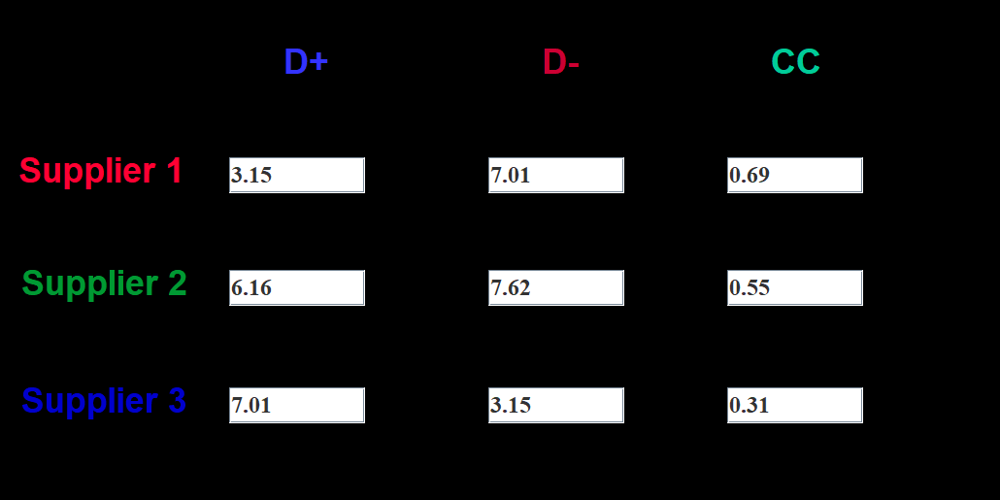 D+ D- CC
Supplier 1 3.15 7.01 0.69
Supplier 2 6.16 7.62 0.55
Supplier 3 7.01 3.15 0.31